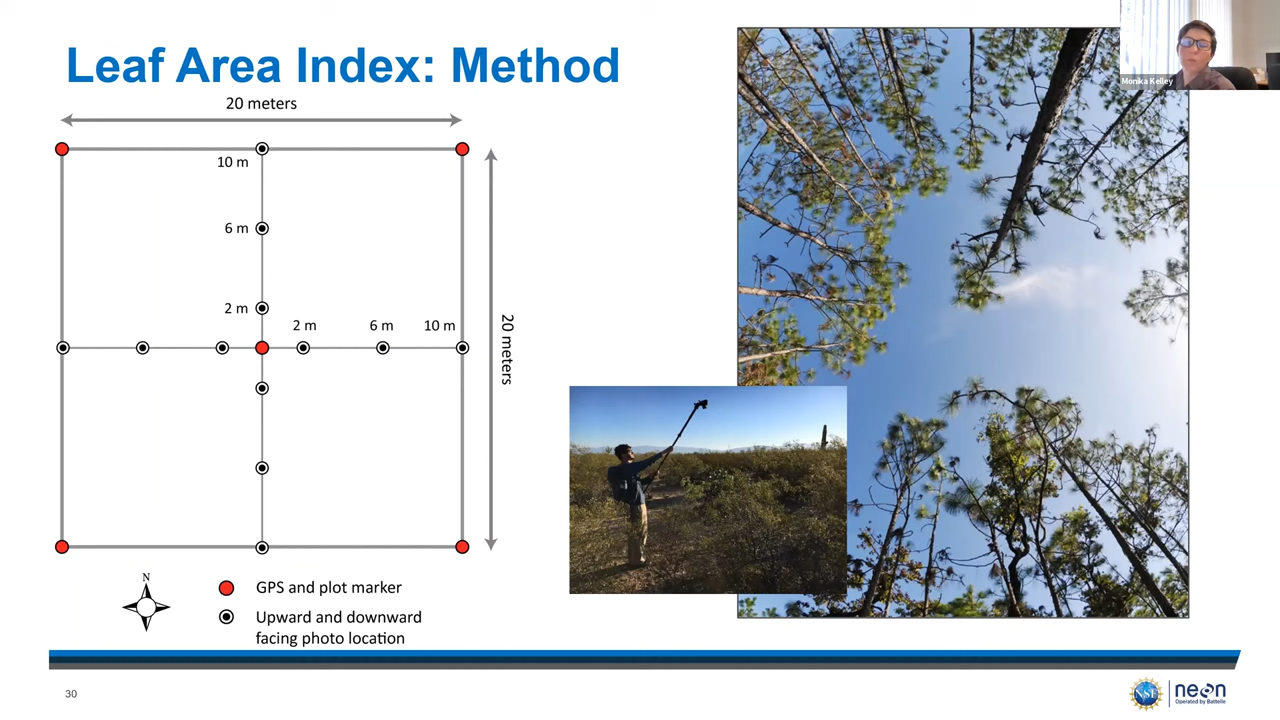 Leaf Area Index: Method
Monika Kelley
20 meters
10 m
6 m
2 m
2 m
6 m
10 m
20 meters
N
GPS and plot marker
Upward and downward
facing photo location
30
NSF
neon
Operated by Battelle